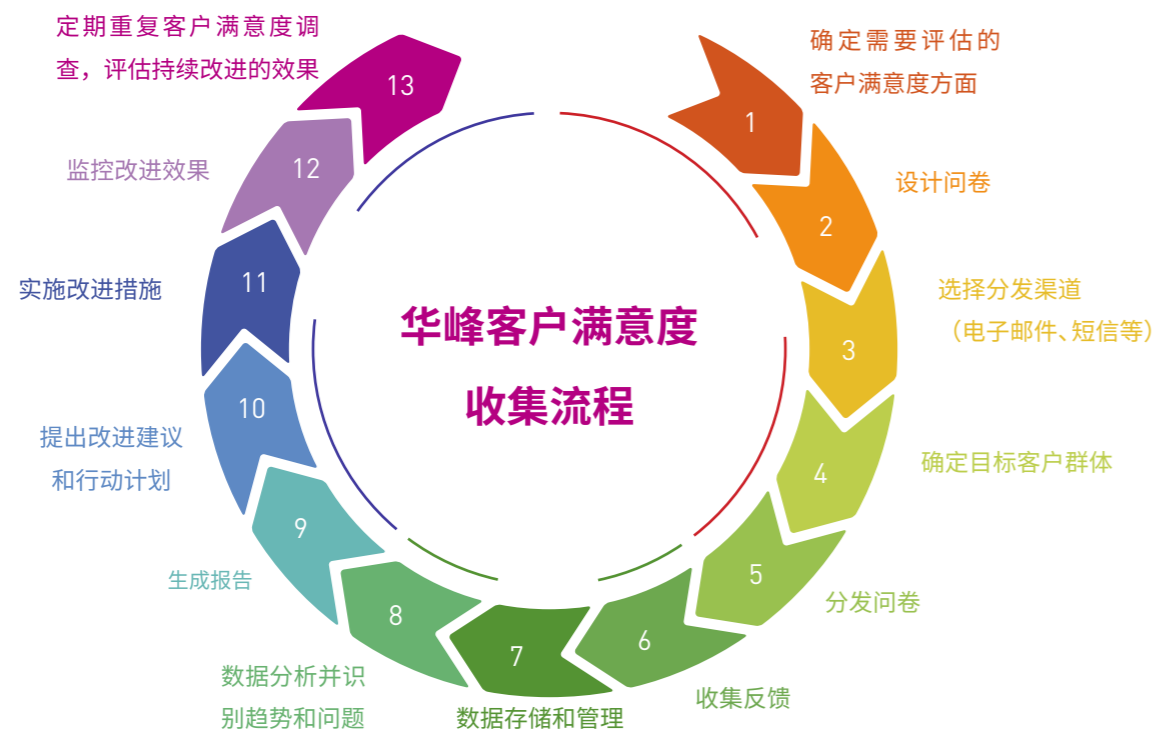 华峰客户满意度
收集流程
1
确定需要评估的
客户满意度方面
2
设计问卷
3
选择分发渠道
（电子邮件、短信等）
4
确定目标客户群体
5
分发问卷
6
收集反馈
7
数据存储和管理
8
数据分析并识
别趋势和问题
9
生成报告
10
提出改进建议
和行动计划
11
实施改进措施
12
监控改进效果
13
定期重复客户满意度调
查，评估持续改进的效果